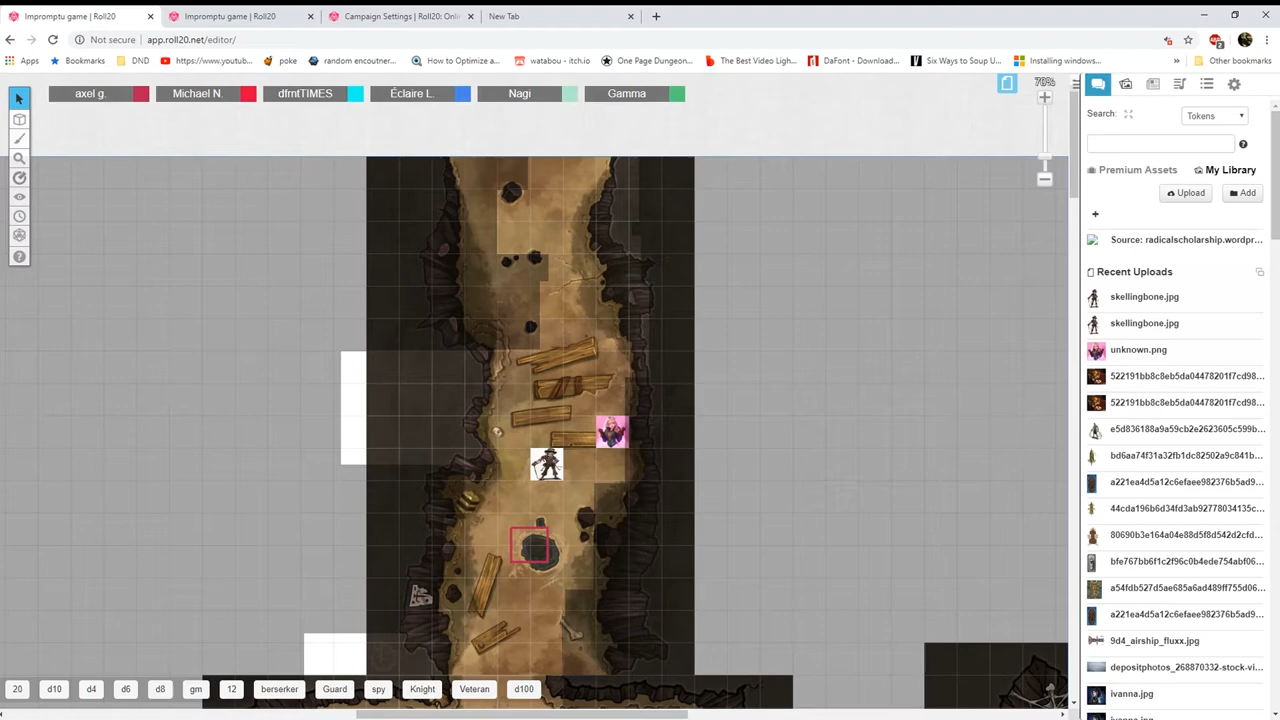 Impromptu game | Roll20
Impromptu game | Roll20
Campaign Settings | Roll20: Onli
New Tab
Not secure | app.roll20.net/editor/
Apps
Bookmarks
DND
https://www.youtub...
poke
random encoutner...
How to Optimize a...
watabou - itch.io
One Page Dungeon...
The Best Video Ligh...
DaFont - Download...
Six Ways to Soup U...
Installing windows...
»
Other bookmarks
axel g.
Michael N.
dfrntTIMES
Éclaire L.
Nagi
Gamma
78%
Search:
Tokens
Premium Assets
My Library
Upload
Add
Source: radicalscholarship.wordpr...
Recent Uploads
skellingbone.jpg
skellingbone.jpg
unknown.png
522191bb8c8eb5da04478201f7cd98...
522191bb8c8eb5da04478201f7cd98...
e5d836188a9a59cb2e2623605c599b...
bd6aa74f31a32fb1dc82502a9c841b...
a221ea4d5a12c6efaee982376b5ad9...
44cda196b6d34fd3ab92778034135c...
80690b3e164a04e88d5f8d542d2cfd...
bfe767bb6f1c2f96c0b4ede754abf06...
a54fdb527d5ae685a6ad489ff755d06...
a221ea4d5a12c6efaee982376b5ad9...
9d4_airship_fluxx.jpg
depositphotos_268870332-stock-vi...
ivanna.jpg
20
d10
d4
d6
d8
gm
12
berserker
Guard
spy
Knight
Veteran
d100